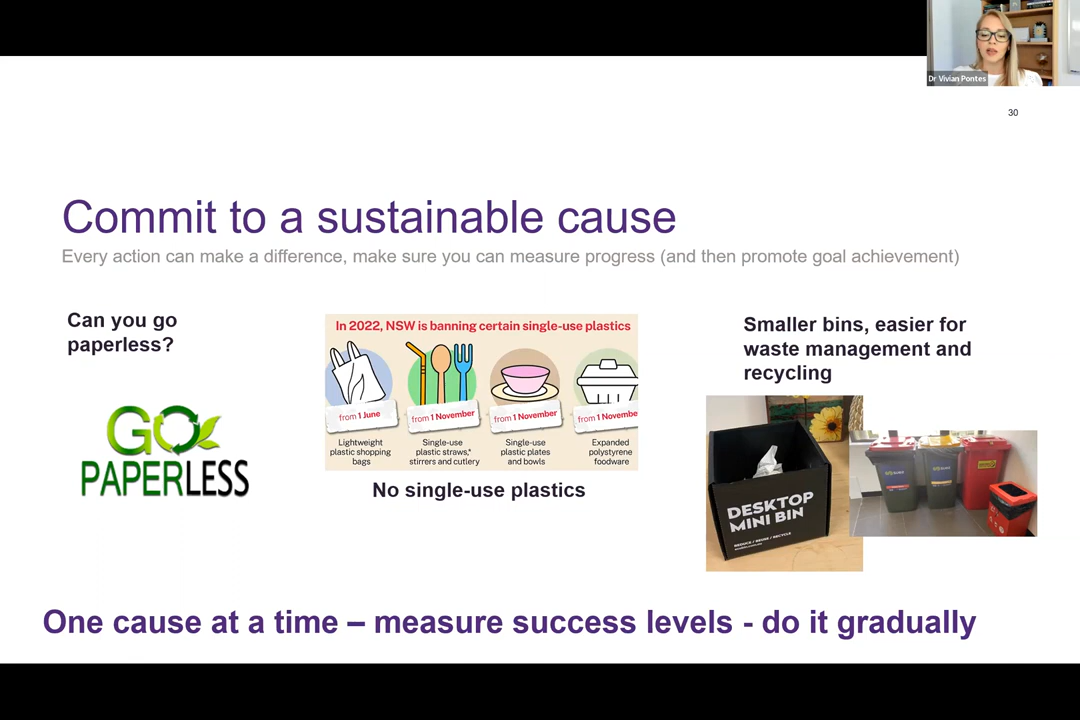 Dr Vivian Pontes
30
Commit to a sustainable cause
Every action can make a difference, make sure you can measure progress (and then promote goal achievement)
Can you go
paperless?
GO
PAPERLESS
In 2022, NSW is banning certain single-use plastics
from 1 June
from 1 November
from 1 November
from 1 Novembe
Lightweight
plastic shopping
bags
Single-use
plastic straws,*
stirrers and cutlery
Single-use
plastic plates
and bowls
Expanded
polystyrene
foodware
No single-use plastics
Smaller bins, easier for
waste management and
recycling
DESKTOP
MINI BIN
REDUCE / REUSE / RECYCLE
One cause at a time – measure success levels - do it gradually